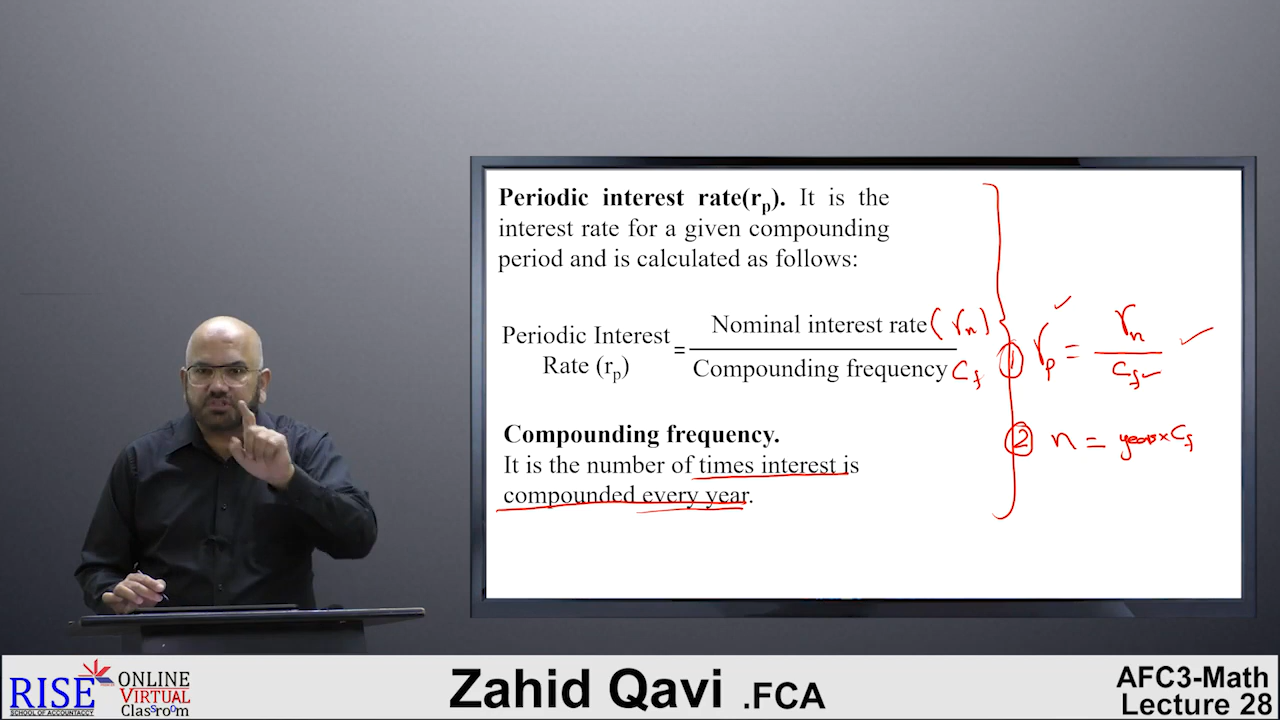 Periodic interest rate(rp). It is the
interest rate for a given compounding
period and is calculated as follows:
Periodic Interest
Rate (rp)
=
Nominal interest rate (rn)
Compounding frequency Cf
① rp = rn
Cf
② n = years×Cf
Compounding frequency.
It is the number of times interest is
compounded every year.
RISE
SCHOOL OF ACCOUNTACCY
ONLINE
VIRTUAL
Classroom
Zahid Qavi .FCA
AFC3-Math
Lecture 28